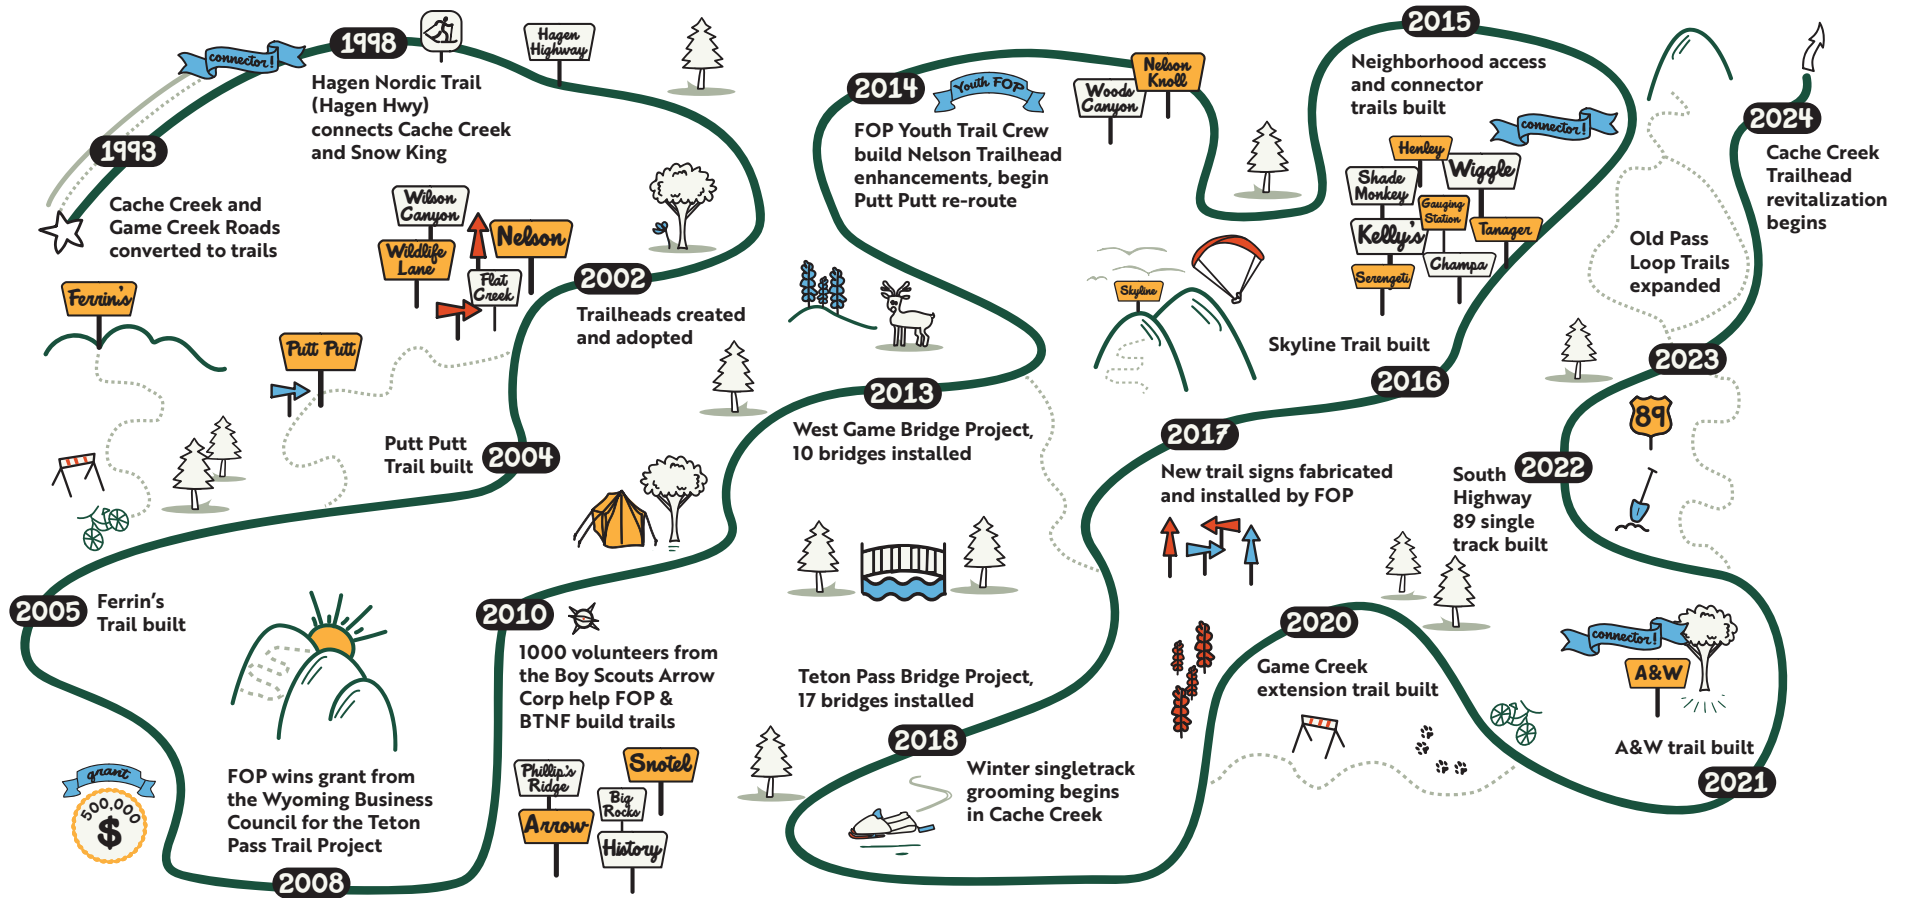 connector!
1993
Cache Creek and
Game Creek Roads
converted to trails
1998
Hagen Nordic Trail
(Hagen Hwy)
connects Cache Creek
and Snow King
Hagen
Highway
Wilson
Canyon
Wildlife
Lane
Nelson
Flat
Creek
2002
Trailheads created
and adopted
Ferrin's
Putt Putt
Putt Putt
Trail built
2004
2005
Ferrin's
Trail built
grant
500,000
$
FOP wins grant from
the Wyoming Business
Council for the Teton
Pass Trail Project
2008
2010
1000 volunteers from
the Boy Scouts Arrow
Corp help FOP &
BTNF build trails
Phillip's
Ridge
Snotel
Big
Rocks
Arrow
History
2013
West Game Bridge Project,
10 bridges installed
2014
Youth FOP
FOP Youth Trail Crew
build Nelson Trailhead
enhancements, begin
Putt Putt re-route
Woods
Canyon
Nelson
Knoll
2015
Neighborhood access
and connector
trails built
connector!
Henley
Wiggle
Shade
Monkey
Gauging
Station
Kelly's
Tanager
Champa
Serengeti
Skyline
Skyline Trail built
2016
2017
New trail signs fabricated
and installed by FOP
Teton Pass Bridge Project,
17 bridges installed
2018
Winter singletrack
grooming begins
in Cache Creek
2020
Game Creek
extension trail built
connector!
A&W
A&W trail built
2021
2022
South
Highway
89 single
track built
89
2023
Old Pass
Loop Trails
expanded
2024
Cache Creek
Trailhead
revitalization
begins